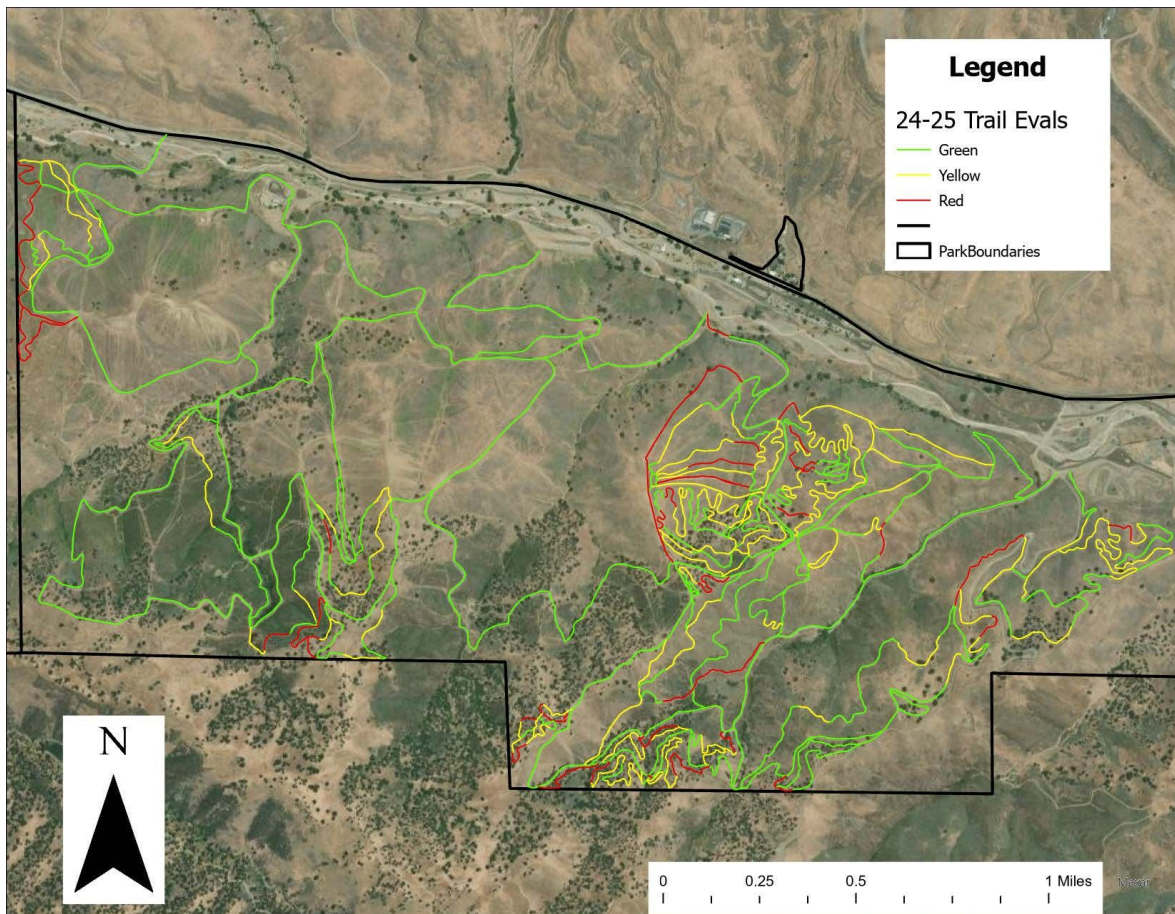 Legend
24-25 Trail Evals
Green
Yellow
Red
ParkBoundaries
N
0 0.25 0.5 1 Miles
Maxar